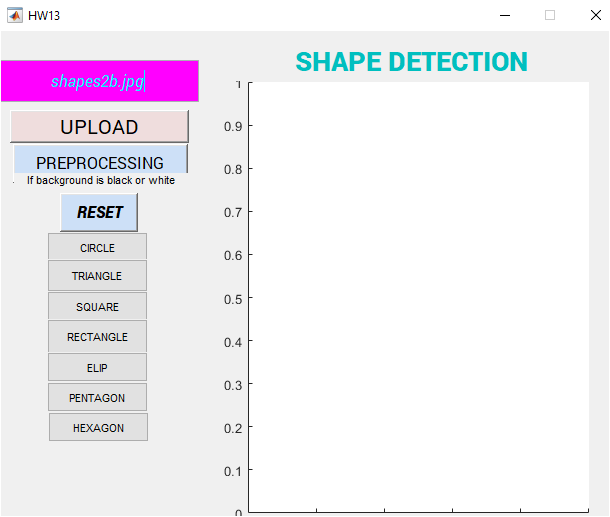 HW13
shapes2b.jpg
SHAPE DETECTION
UPLOAD
PREPROCESSING
If background is black or white
RESET
CIRCLE
TRIANGLE
SQUARE
RECTANGLE
ELIP
PENTAGON
HEXAGON
1
0.9
0.8
0.7
0.6
0.5
0.4
0.3
0.2
0.1
0